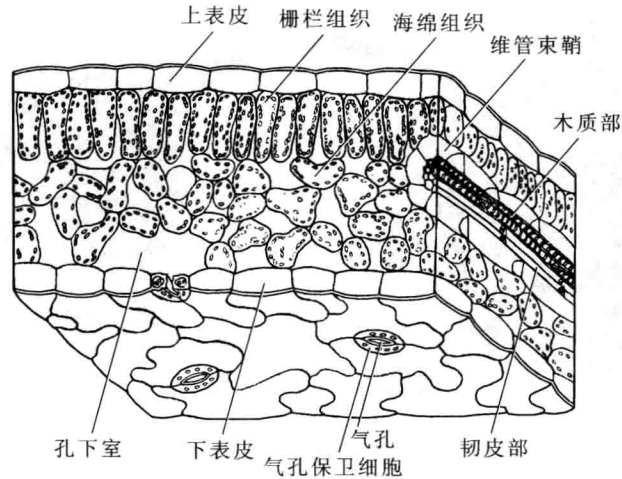 上表皮
栅栏组织
海绵组织
维管束鞘
木质部
孔下室
下表皮
气孔
气孔保卫细胞
韧皮部